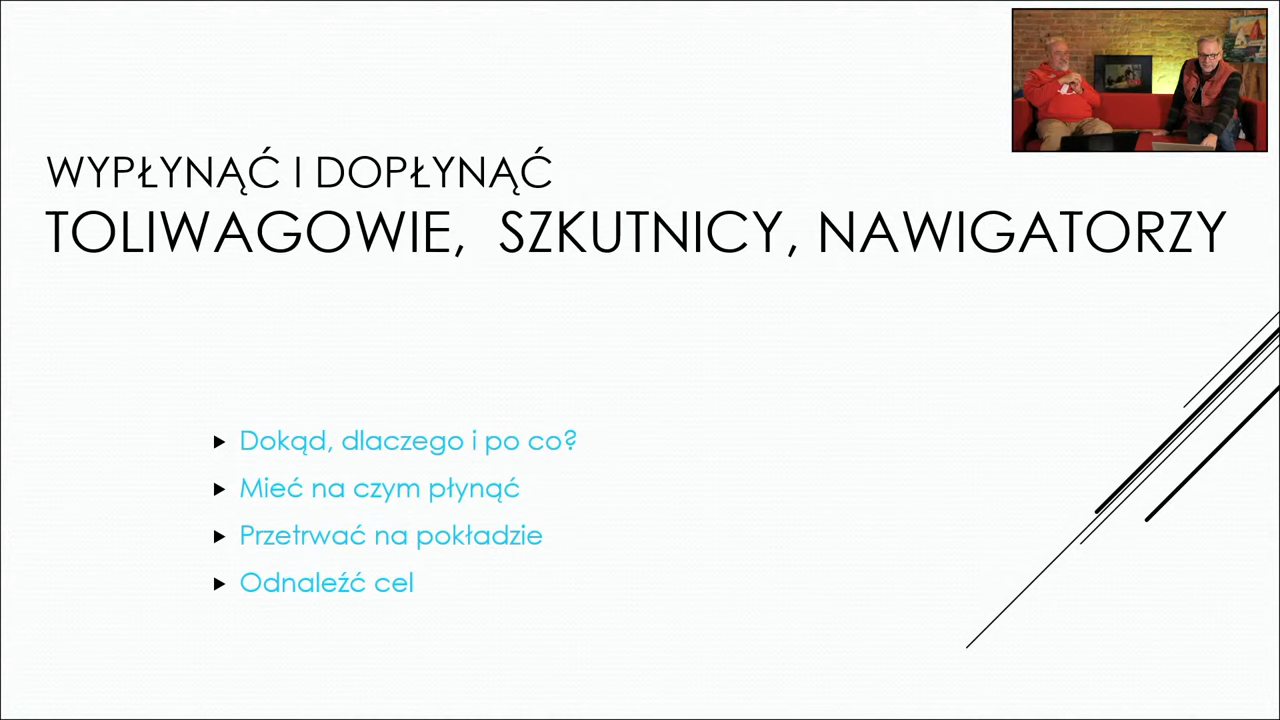 WYPŁYNĄĆ I DOPŁYNĄĆ
TOLIWAGOWIE, SZKUTNICY, NAWIGATORZY
Dokąd, dlaczego i po co?
Mieć na czym płynąć
Przetrwać na pokładzie
Odnaleźć cel